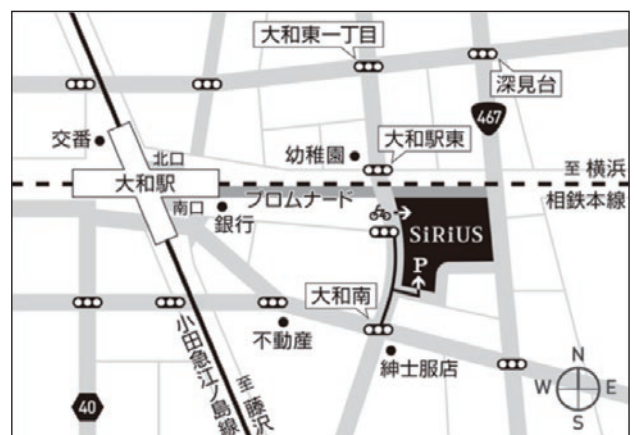 大和東一丁目
深見台
467
交番
幼稚園
大和駅東
北口
至 横浜
大和駅
プロムナード
相鉄本線
南口
銀行
SiRiUS
P
大和南
不動産
紳士服店
小田急江ノ島線
至 藤沢
40
N
W
E
S